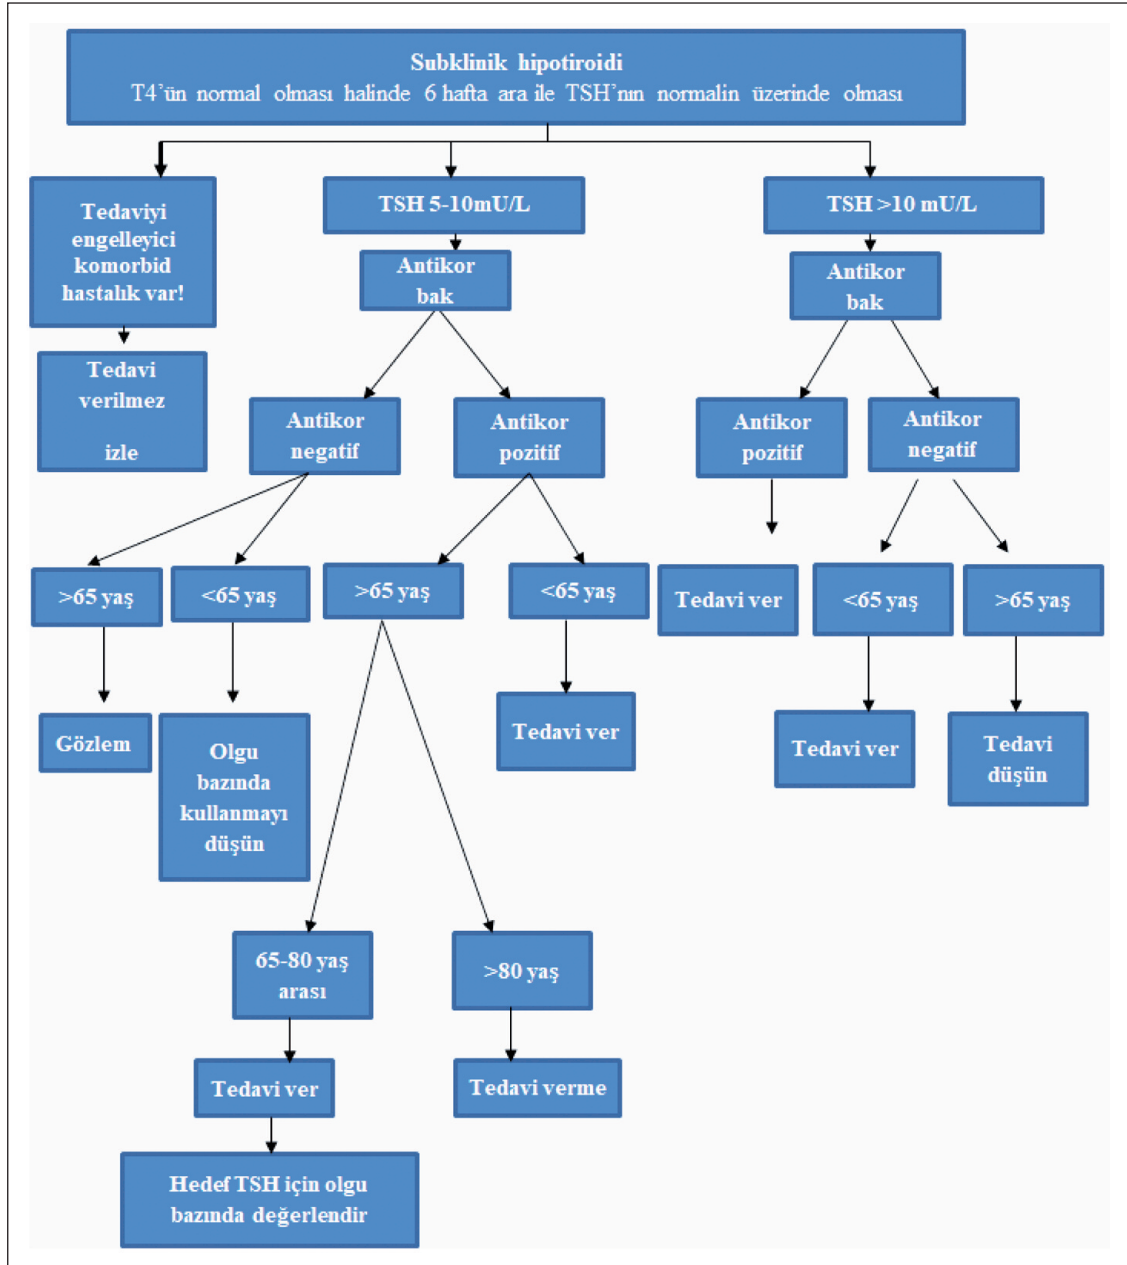 Subklinik hipotiroidi
T4'ün normal olması halinde 6 hafta ara ile TSH'nın normalin üzerinde olması
Tedaviyi
engelleyici
komorbid
hastalık var!
Tedavi
verilmez
izle
TSH 5-10mU/L
Antikor
bak
Antikor
negatif
Antikor
pozitif
>65 yaş
<65 yaş
>65 yaş
<65 yaş
Gözlem
Olgu
bazında
kullanmayı
düşün
Tedavi ver
65-80 yaş
arası
>80 yaş
Tedavi ver
Tedavi verme
Hedef TSH için olgu
bazında değerlendir
TSH >10 mU/L
Antikor
bak
Antikor
pozitif
Antikor
negatif
Tedavi ver
<65 yaş
>65 yaş
Tedavi ver
Tedavi
düşün